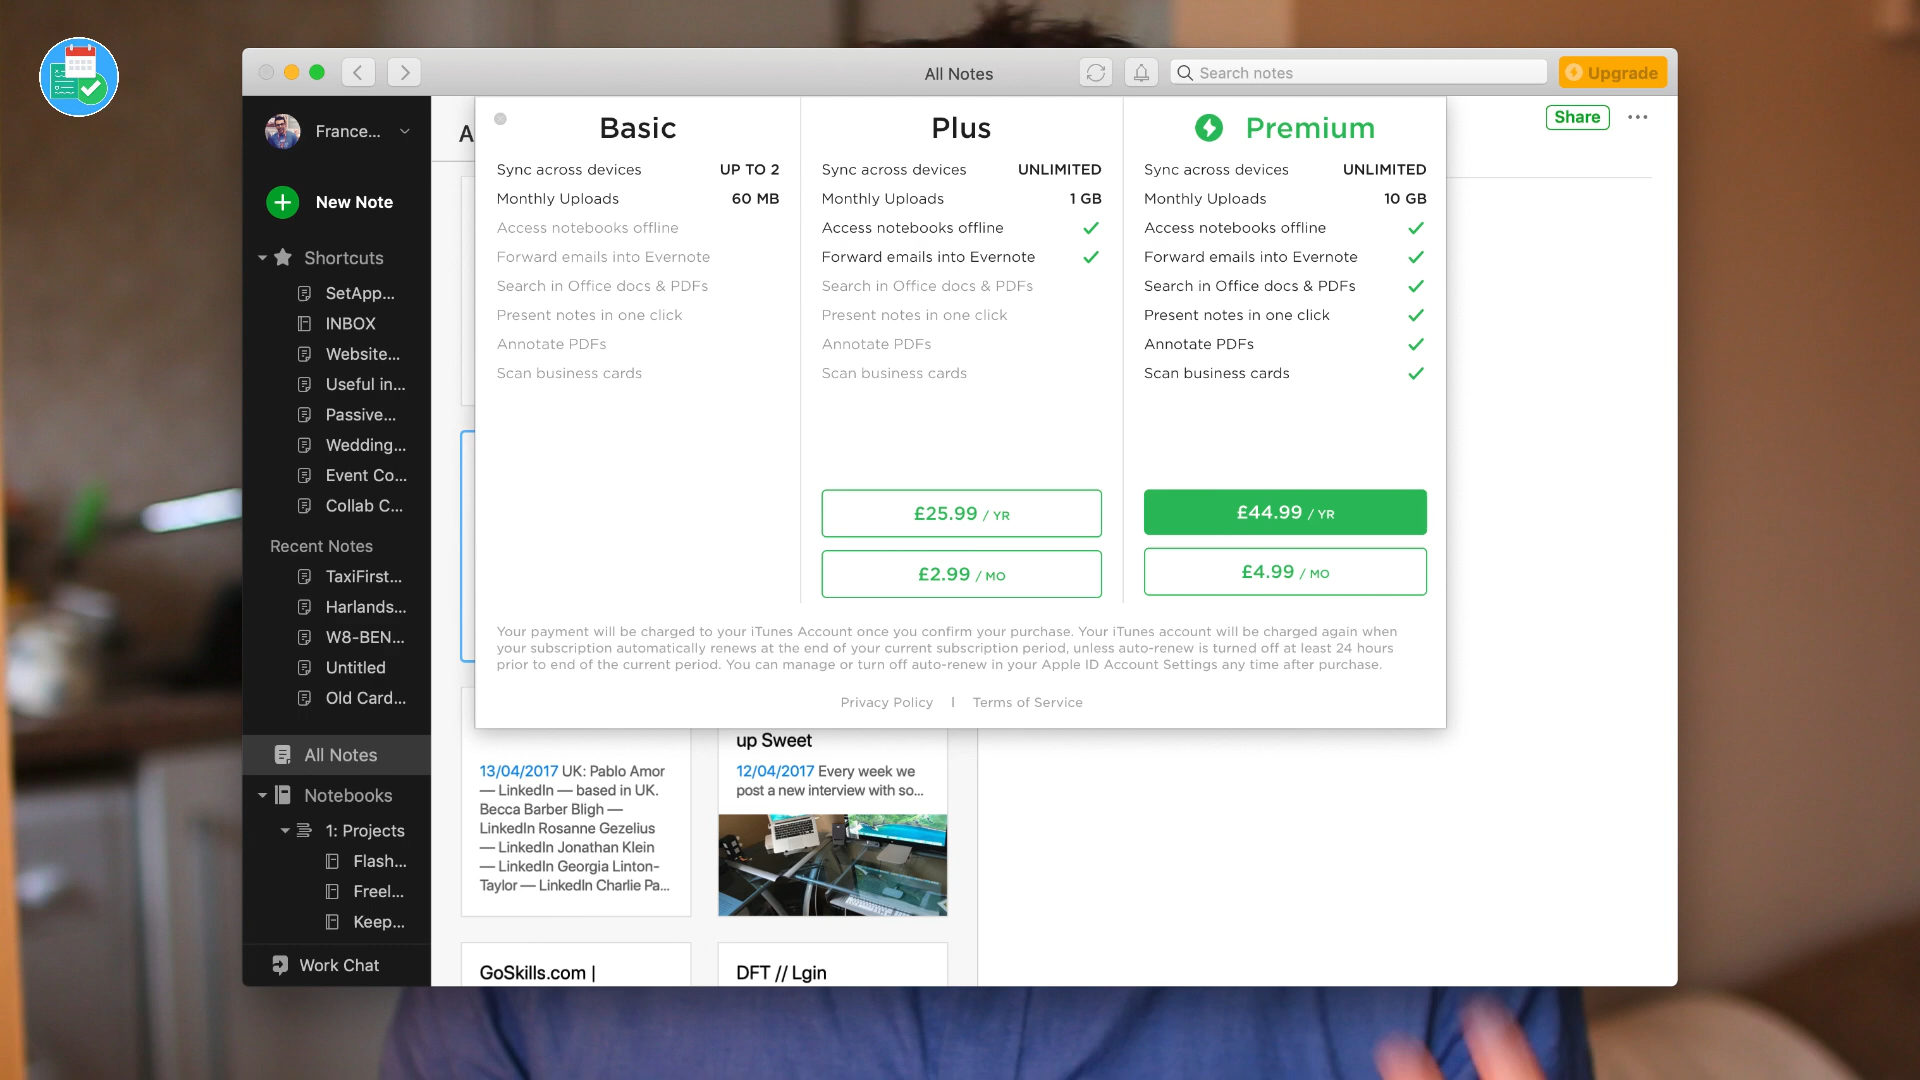 All Notes
Search notes
Upgrade
France...
New Note
Shortcuts
SetApp...
INBOX
Website...
Useful in...
Passive...
Wedding...
Event Co...
Collab C...
Recent Notes
TaxiFirst...
Harlands...
W8-BEN...
Untitled
Old Card...
All Notes
Notebooks
1: Projects
Flash...
Freel...
Keep...
Work Chat
A
Share
Basic
Sync across devices UP TO 2
Monthly Uploads 60 MB
Access notebooks offline
Forward emails into Evernote
Search in Office docs & PDFs
Present notes in one click
Annotate PDFs
Scan business cards
Plus
Sync across devices UNLIMITED
Monthly Uploads 1 GB
Access notebooks offline
Forward emails into Evernote
Search in Office docs & PDFs
Present notes in one click
Annotate PDFs
Scan business cards
£25.99 / YR
£2.99 / MO
Premium
Sync across devices UNLIMITED
Monthly Uploads 10 GB
Access notebooks offline
Forward emails into Evernote
Search in Office docs & PDFs
Present notes in one click
Annotate PDFs
Scan business cards
£44.99 / YR
£4.99 / MO
Your payment will be charged to your iTunes Account once you confirm your purchase. Your iTunes account will be charged again when
your subscription automatically renews at the end of your current subscription period, unless auto-renew is turned off at least 24 hours
prior to end of the current period. You can manage or turn off auto-renew in your Apple ID Account Settings any time after purchase.
Privacy Policy | Terms of Service
13/04/2017 UK: Pablo Amor
— LinkedIn — based in UK.
Becca Barber Bligh —
LinkedIn Rosanne Gezelius
— LinkedIn Jonathan Klein
— LinkedIn Georgia Linton-
Taylor — LinkedIn Charlie Pa...
up Sweet
12/04/2017 Every week we
post a new interview with so...
GoSkills.com |
DFT // Lgin